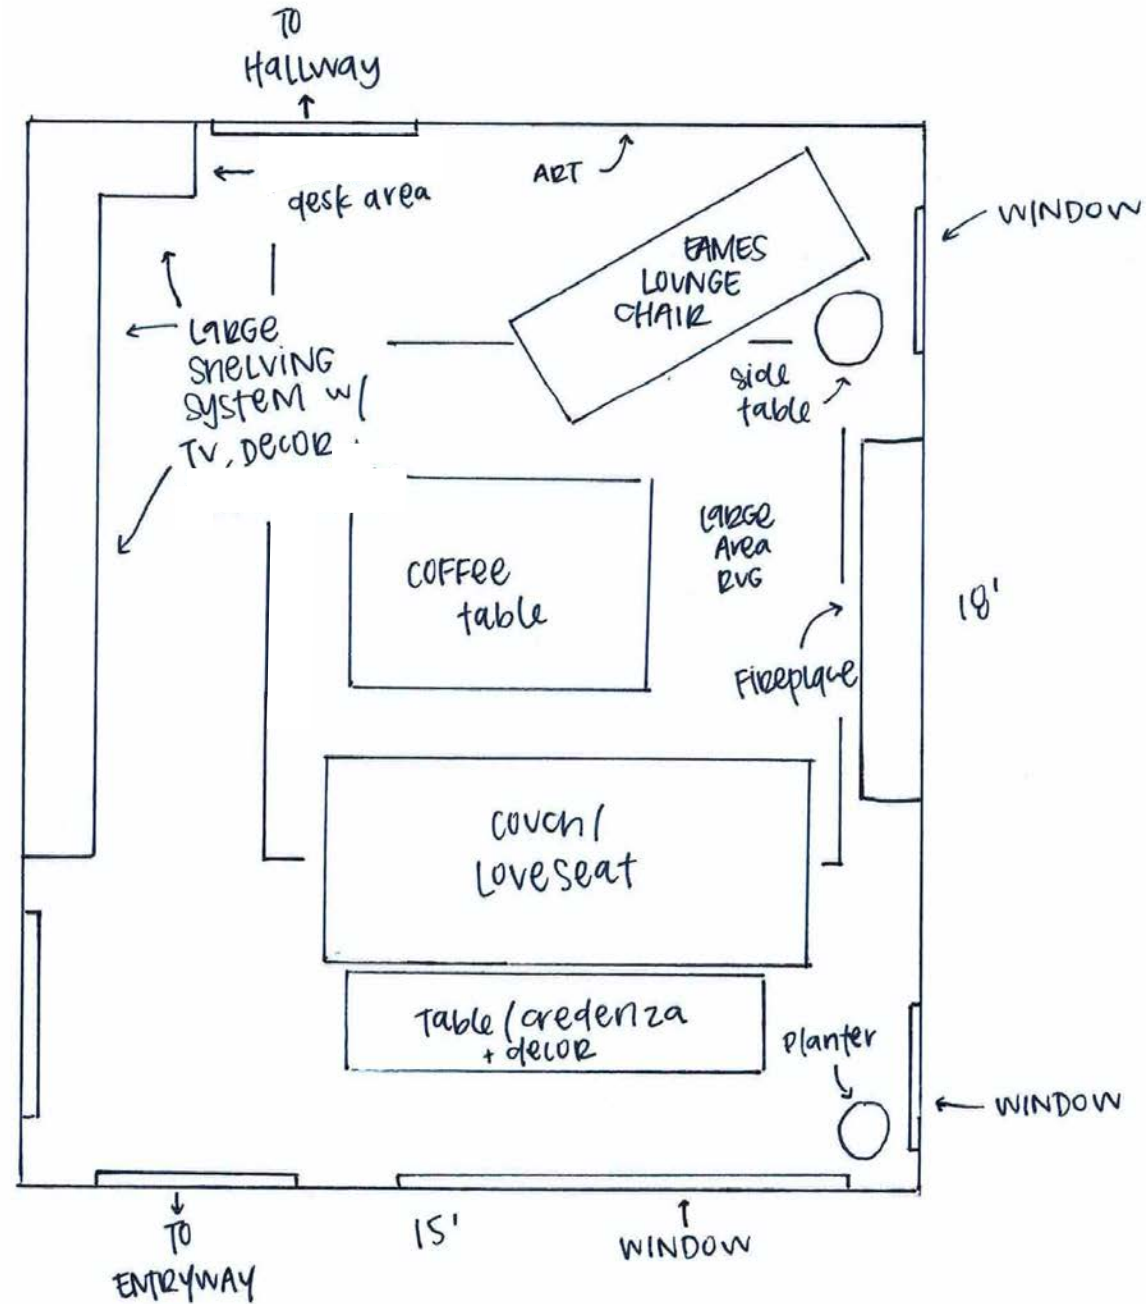 TO
HALLWAY
ART
desk area
WINDOW
EAMES
LOUNGE
CHAIR
LARGE
SHELVING
SYSTEM w/
TV, DECOR
side
table
LARGE
Area
RUG
COFFee
table
18'
Fireplace
couch/
Loveseat
Table/credenza
+ decor
Planter
WINDOW
TO
ENTRYWAY
15'
WINDOW